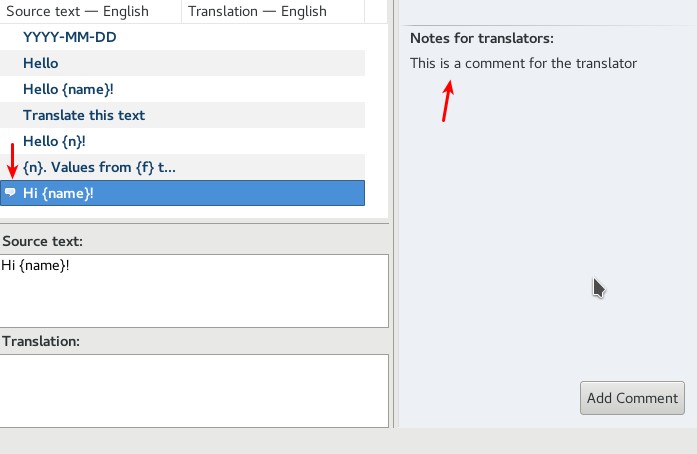 Source text — English Translation — English
YYYY-MM-DD
Hello
Hello {name}!
Translate this text
Hello {n}!
{n}. Values from {f} t...
Hi {name}!
Source text:
Hi {name}!
Translation:
Notes for translators:
This is a comment for the translator
Add Comment